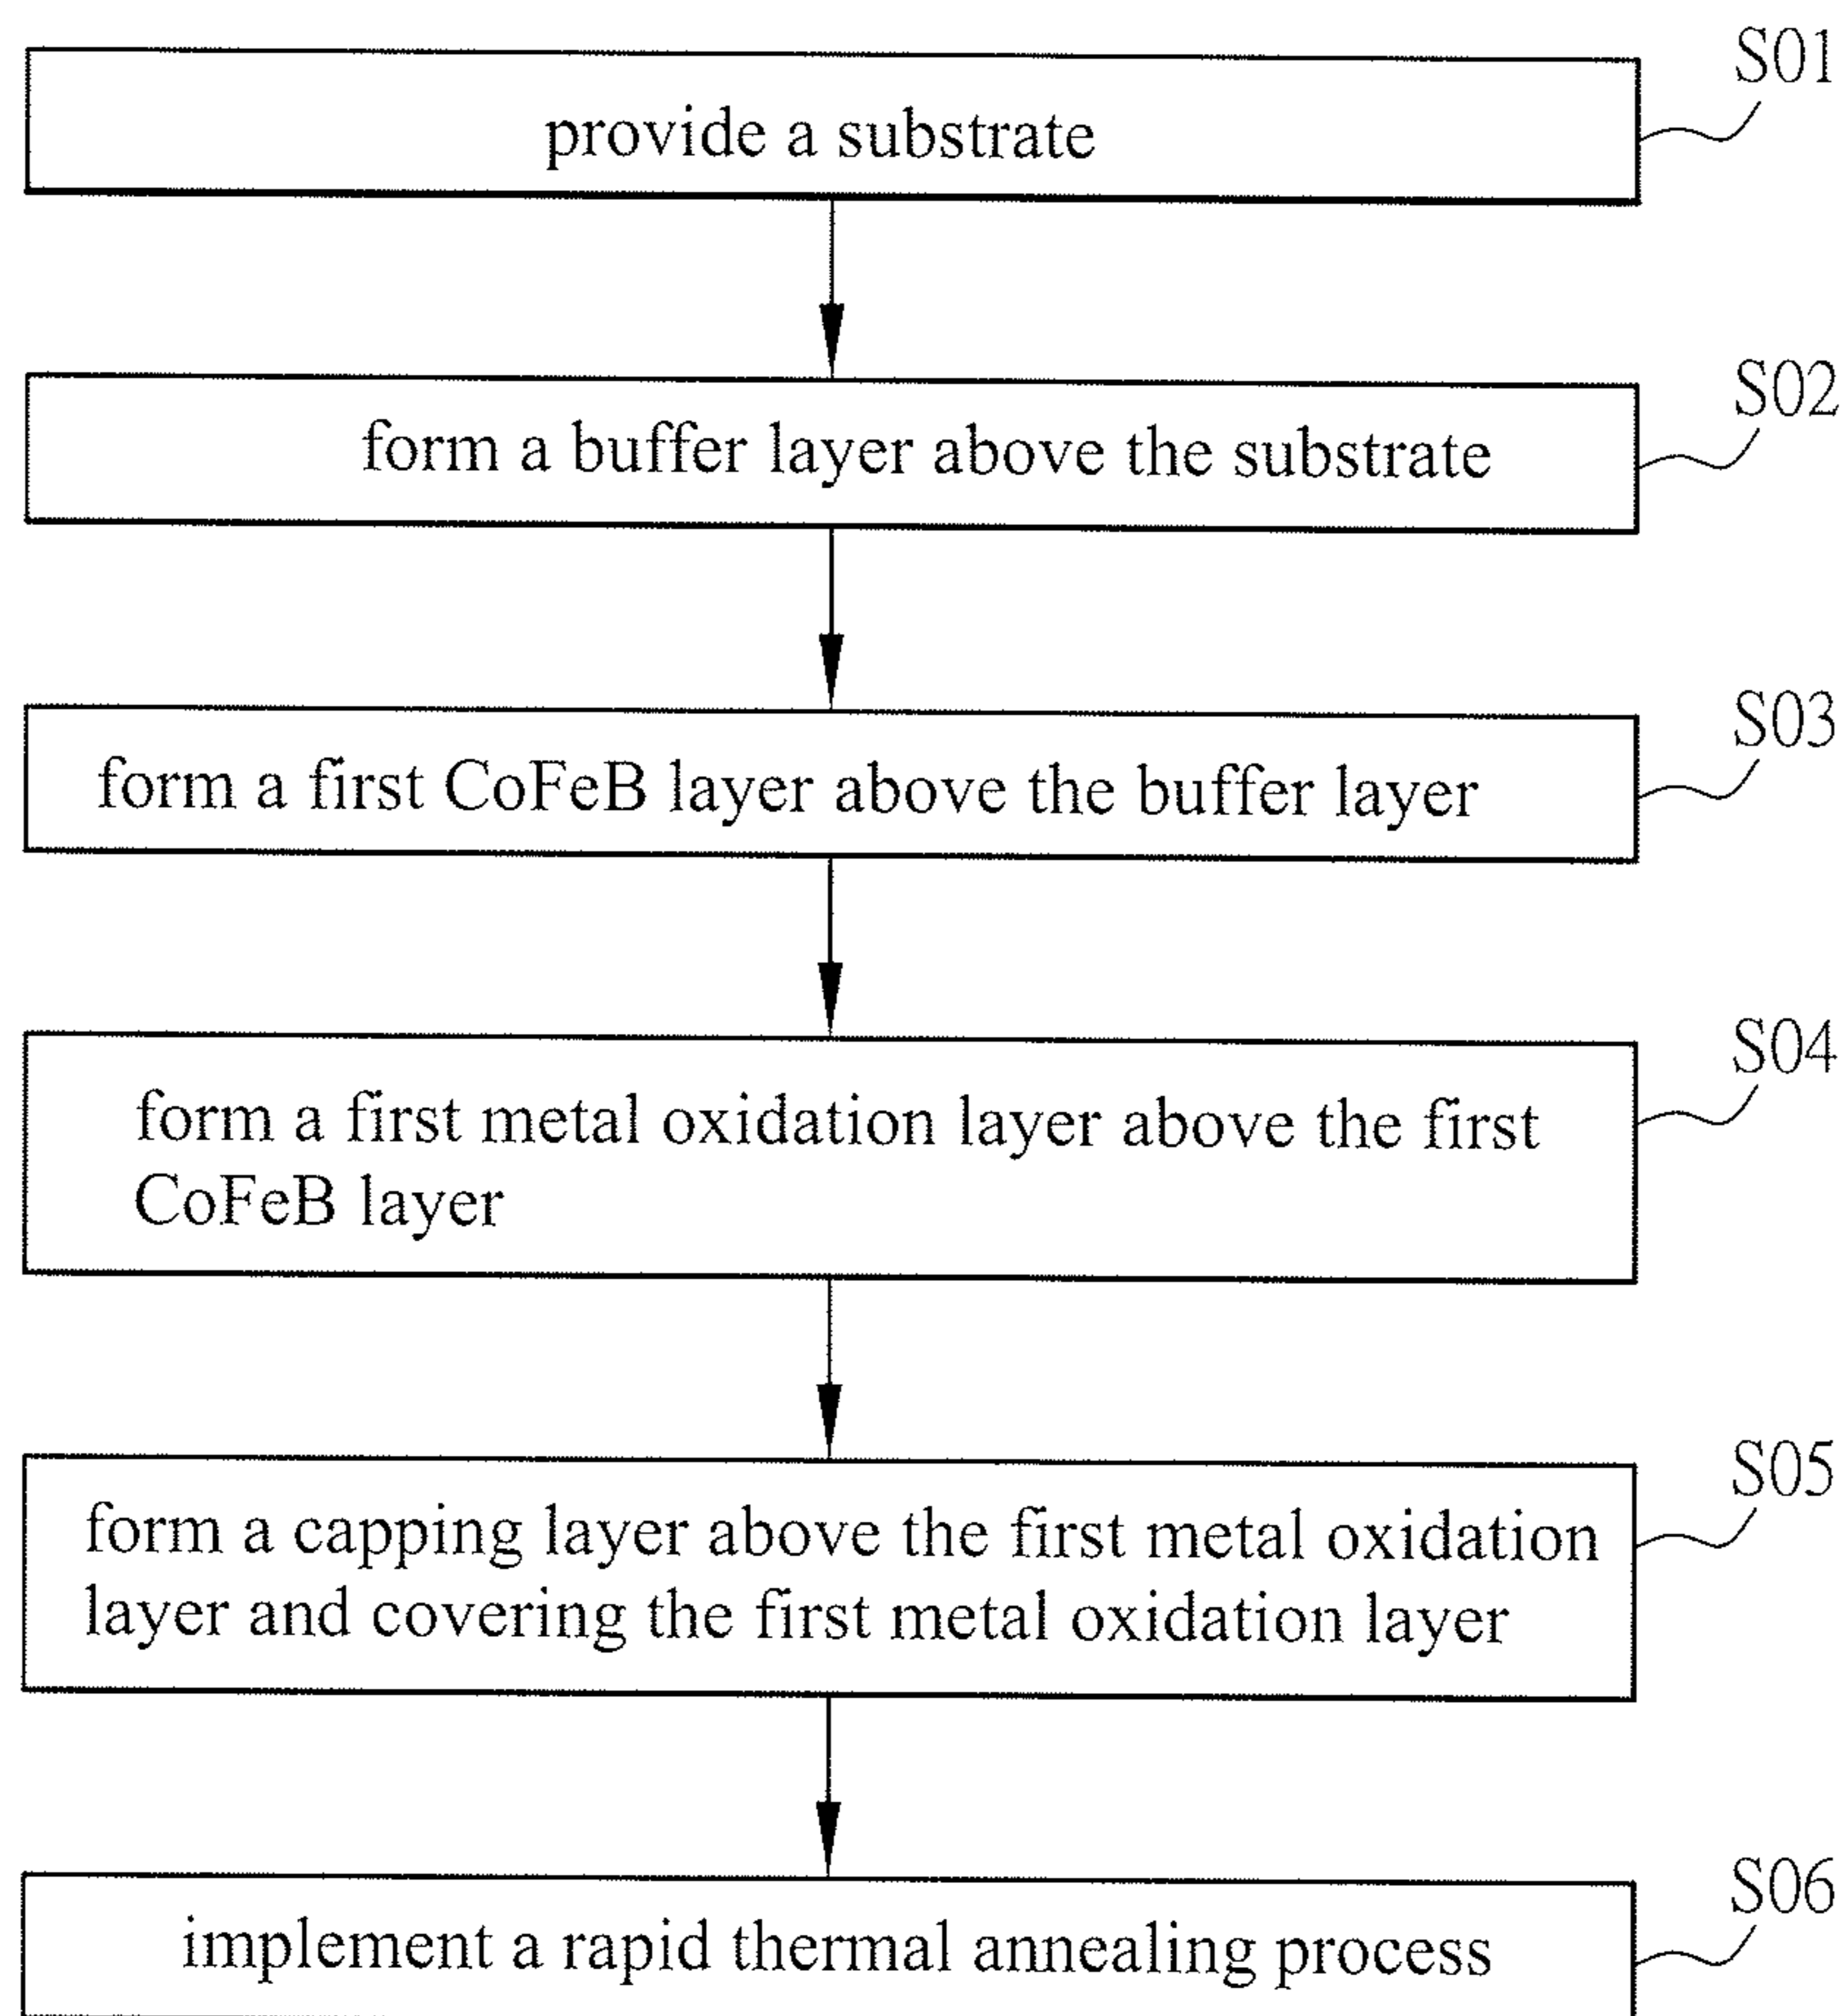 S01
provide a substrate
S02
form a buffer layer above the substrate
S03
form a first CoFeB layer above the buffer layer
S04
form a first metal oxidation layer above the first
CoFeB layer
S05
form a capping layer above the first metal oxidation
layer and covering the first metal oxidation layer
S06
implement a rapid thermal annealing process